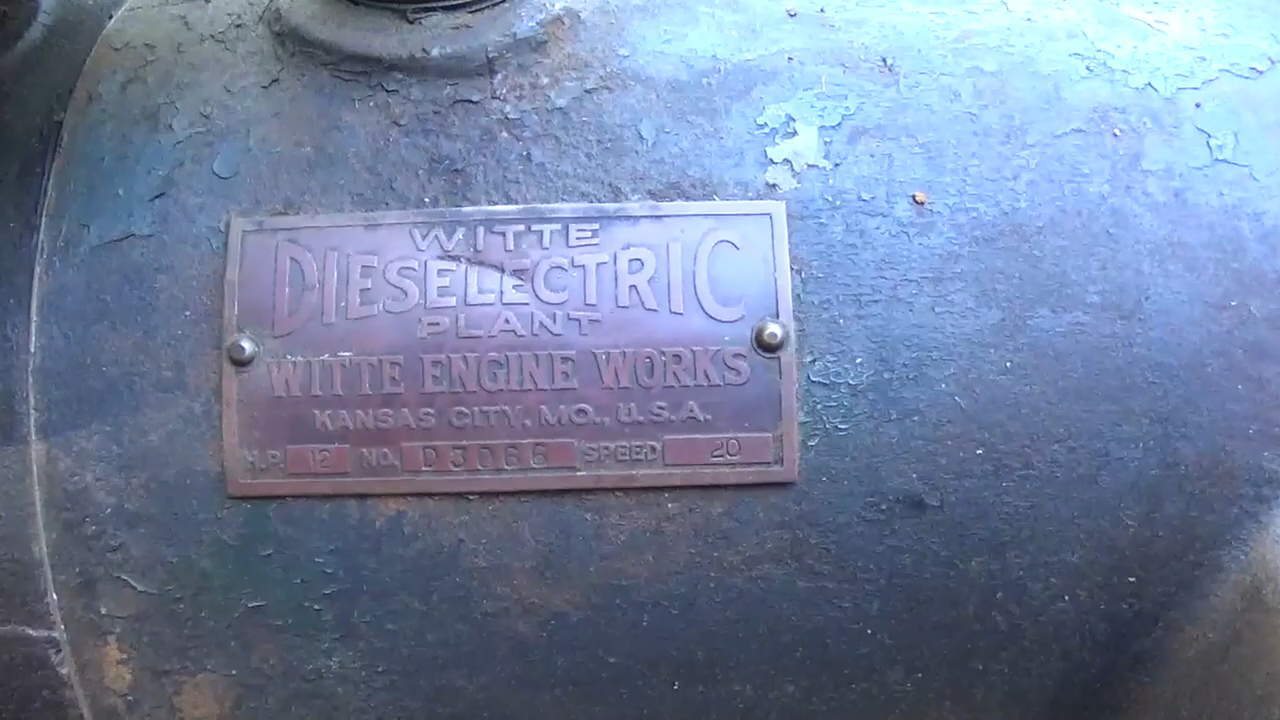 WITTE
DIESELECTRIC
PLANT
WITTE ENGINE WORKS
KANSAS CITY, MO., U.S.A.
H.P. 12 NO. D3066 SPEED 20